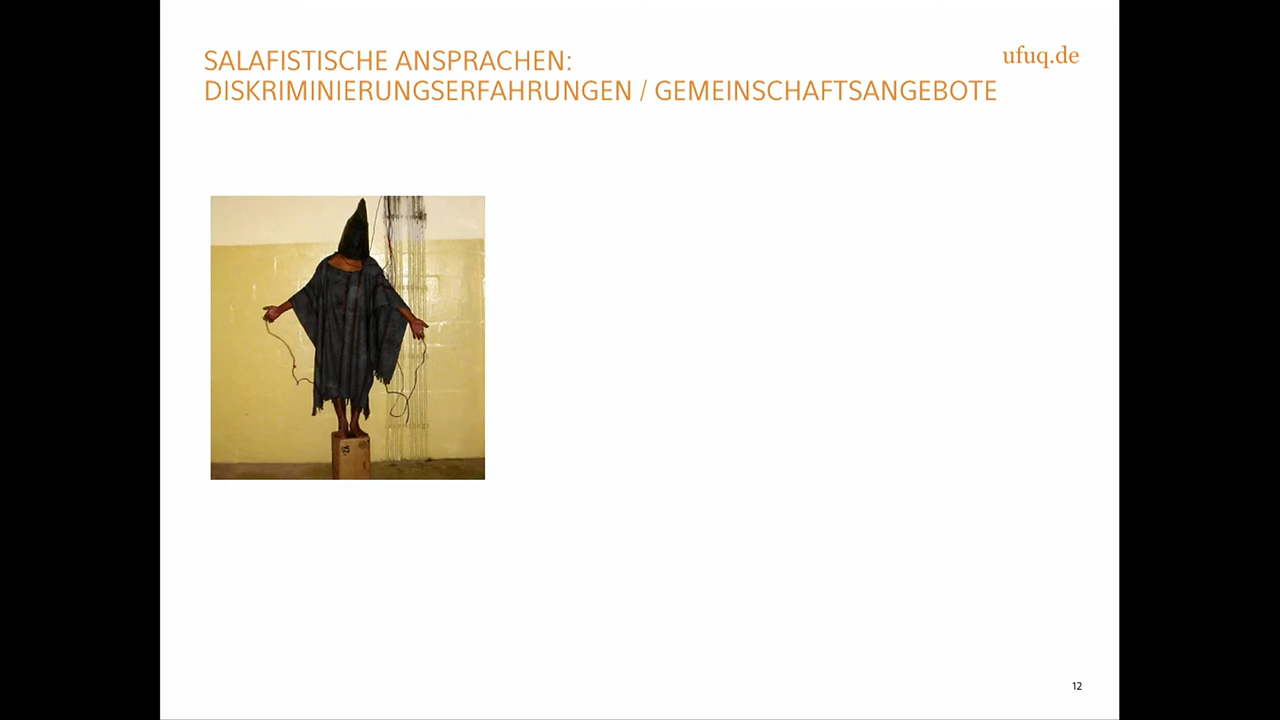 SALAFISTISCHE ANSPRACHEN:
DISKRIMINIERUNGSERFAHRUNGEN / GEMEINSCHAFTSANGEBOTE
ufuq.de
12